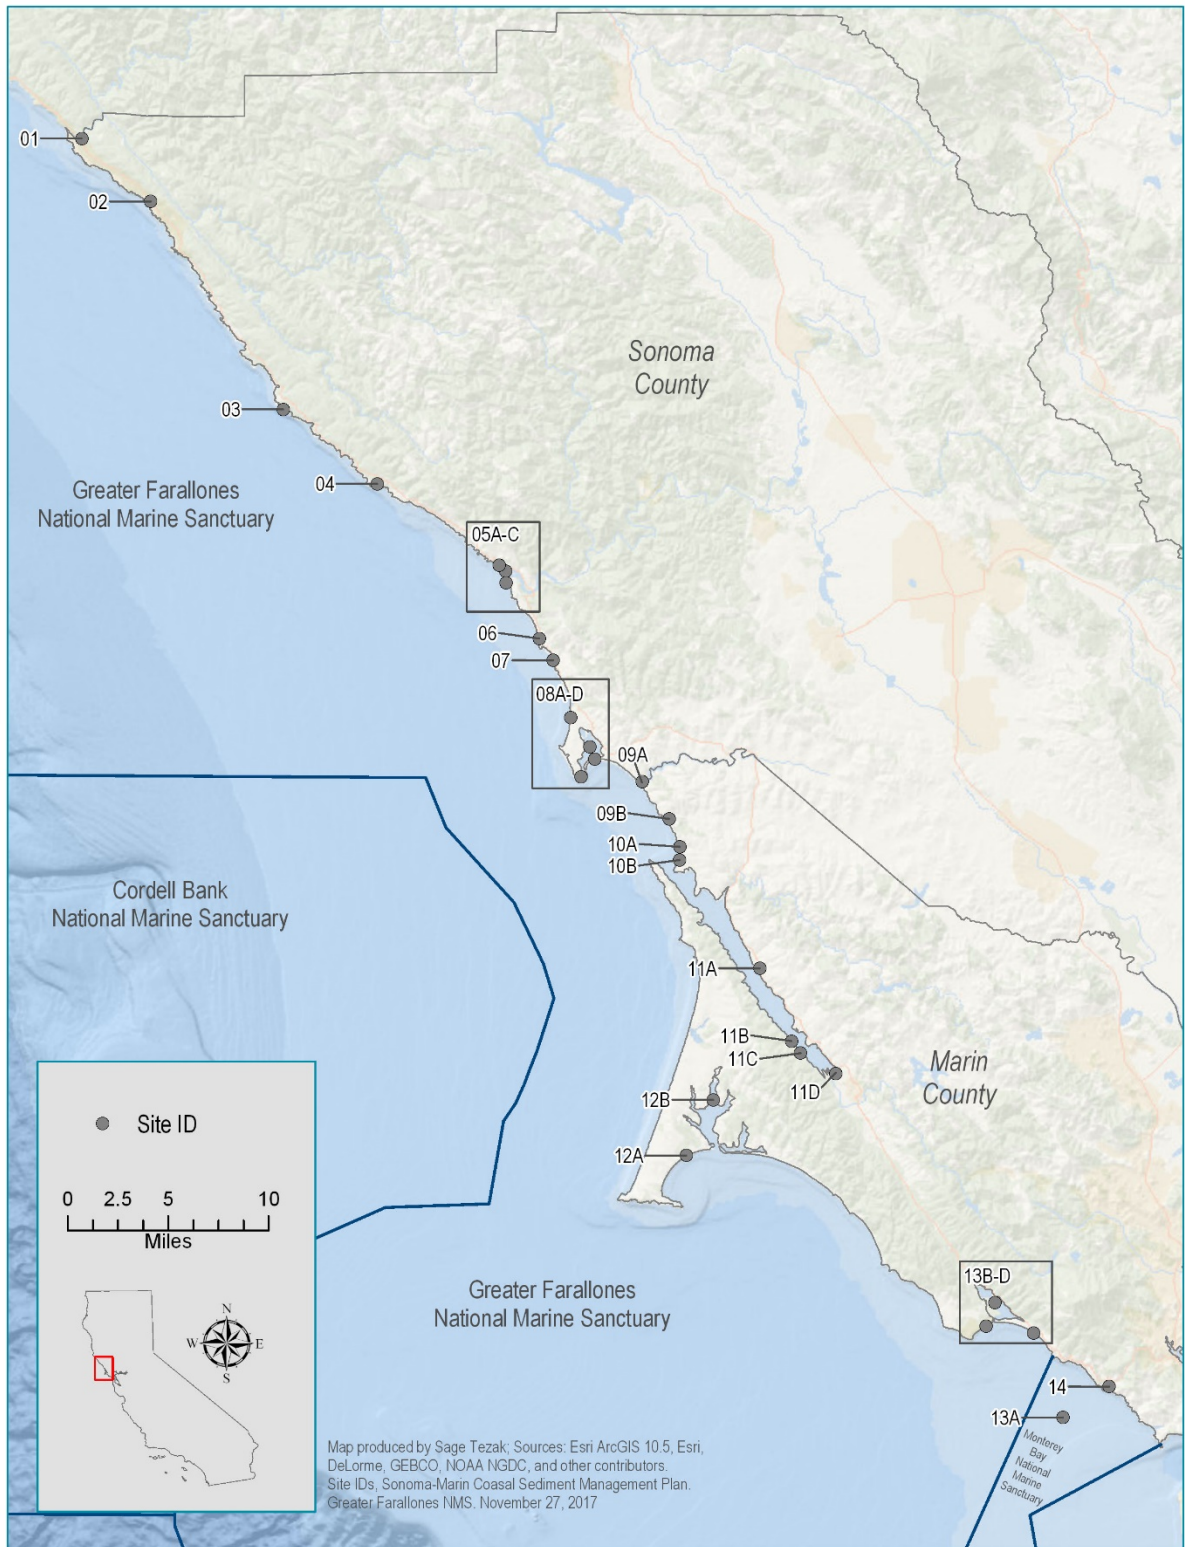 01
02
Sonoma
County
03
04
Greater Farallones
National Marine Sanctuary
05A-C
06
07
08A-D
09A
09B
10A
10B
Cordell Bank
National Marine Sanctuary
11A
11B
11C
11D
Marin
County
12B
12A
Site ID
0 2.5 5 10
Miles
N
W E
S
Greater Farallones
National Marine Sanctuary
13B-D
14
13A
Monterey
Bay
National
Marine
Sanctuary
Map produced by Sage Tezak; Sources: Esri ArcGIS 10.5, Esri,
DeLorme, GEBCO, NOAA NGDC, and other contributors.
Site IDs, Sonoma-Marin Coasal Sediment Management Plan.
Greater Farallones NMS. November 27, 2017